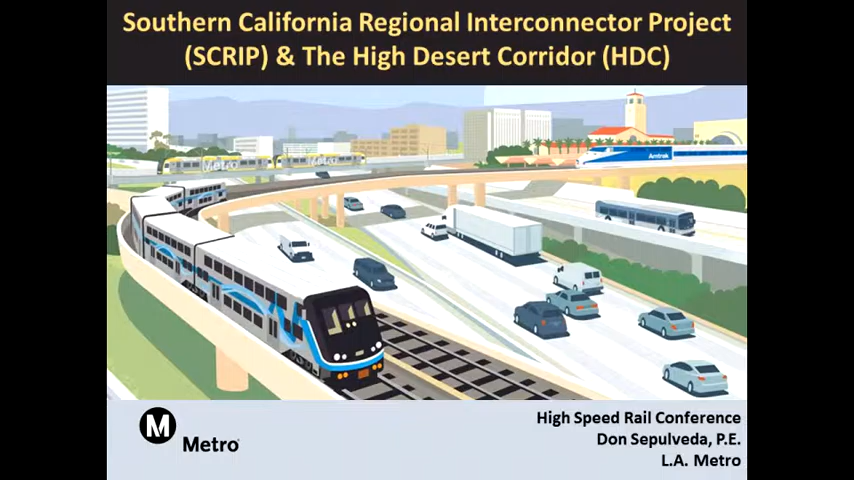 Southern California Regional Interconnector Project
(SCRIP) & The High Desert Corridor (HDC)
Metro
Metro
Amtrak
M
Metro
High Speed Rail Conference
Don Sepulveda, P.E.
L.A. Metro